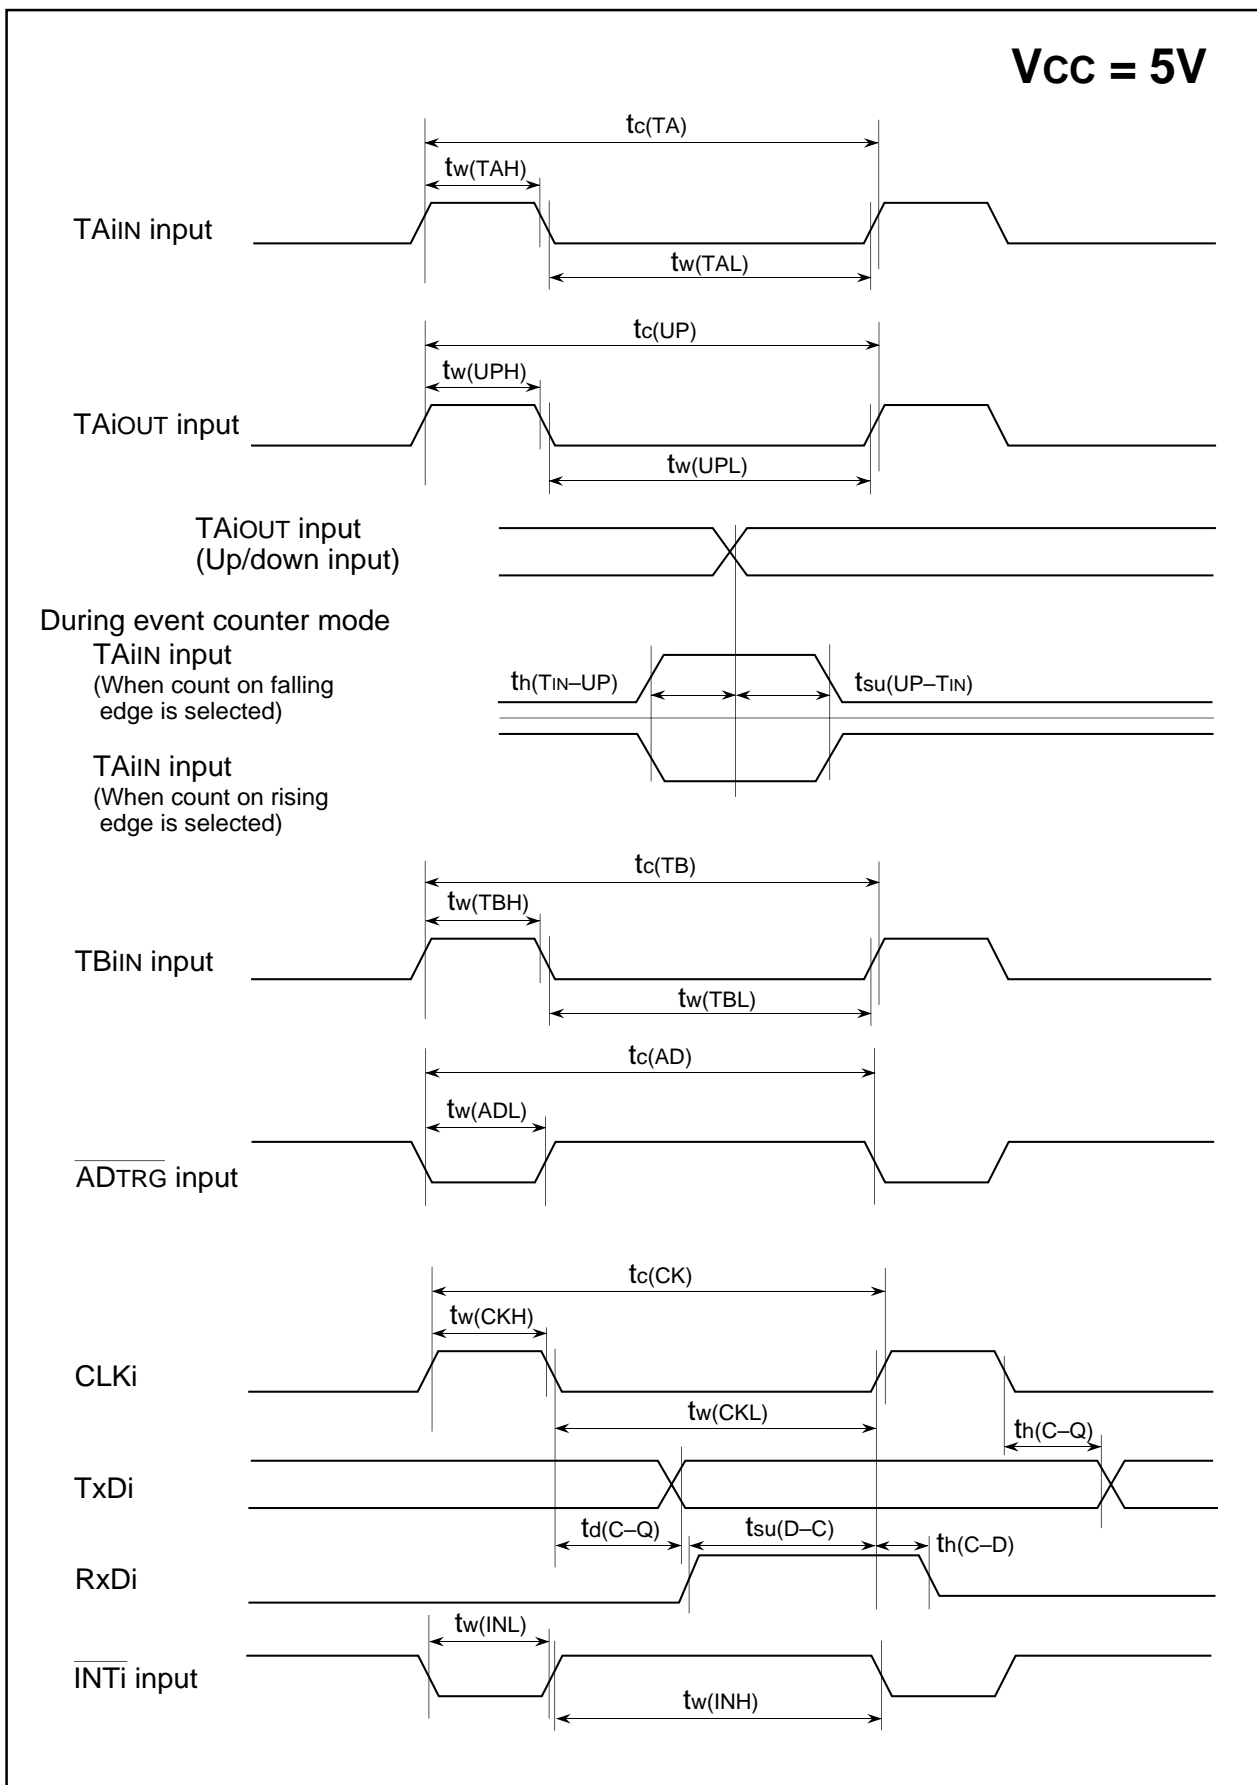 VCC = 5V
tc(TA)
tw(TAH)
TAiIN input
tw(TAL)
tc(UP)
tw(UPH)
TAiOUT input
tw(UPL)
TAiOUT input
(Up/down input)
During event counter mode
TAiIN input
(When count on falling
edge is selected)
th(TIN–UP)
tsu(UP–TIN)
TAiIN input
(When count on rising
edge is selected)
tc(TB)
tw(TBH)
TBiIN input
tw(TBL)
tc(AD)
tw(ADL)
ADTRG input
tc(CK)
tw(CKH)
CLKi
tw(CKL)
th(C–Q)
TxDi
td(C–Q)
tsu(D–C)
th(C–D)
RxDi
tw(INL)
INTi input
tw(INH)